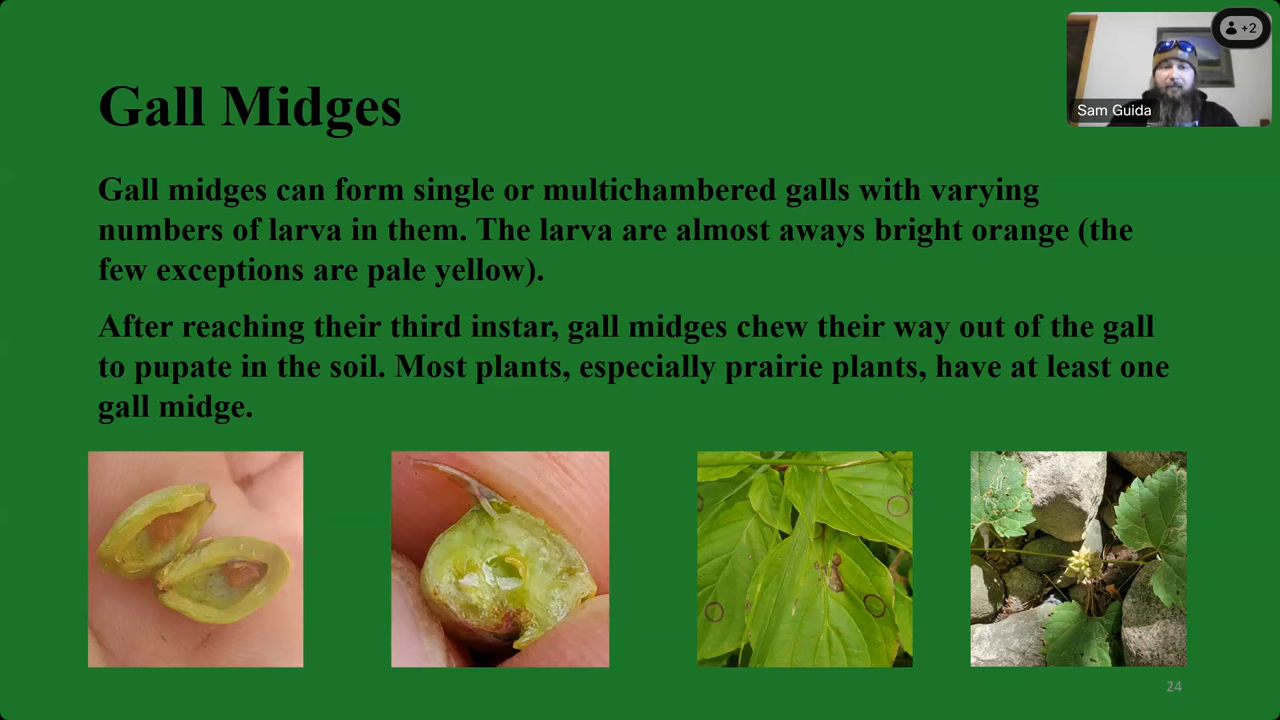 +2
Sam Guida
Gall Midges
Gall midges can form single or multichambered galls with varying
numbers of larva in them. The larva are almost aways bright orange (the
few exceptions are pale yellow).
After reaching their third instar, gall midges chew their way out of the gall
to pupate in the soil. Most plants, especially prairie plants, have at least one
gall midge.
24